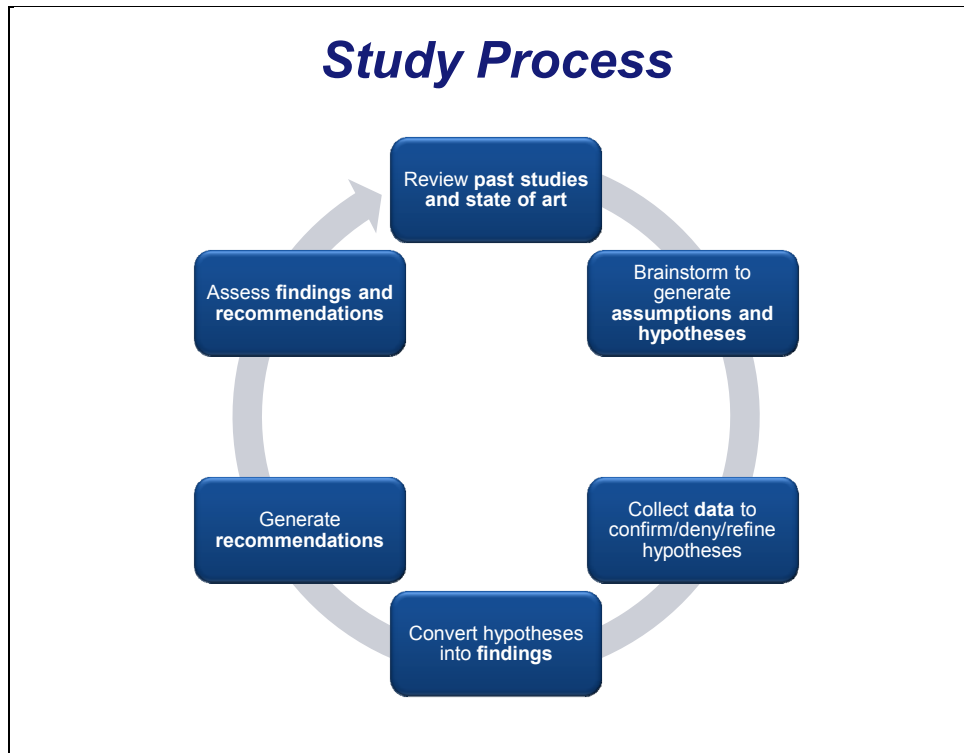 Study Process
Review past studies
and state of art
Brainstorm to
generate
assumptions and
hypotheses
Collect data to
confirm/deny/refine
hypotheses
Convert hypotheses
into findings
Generate
recommendations
Assess findings and
recommendations